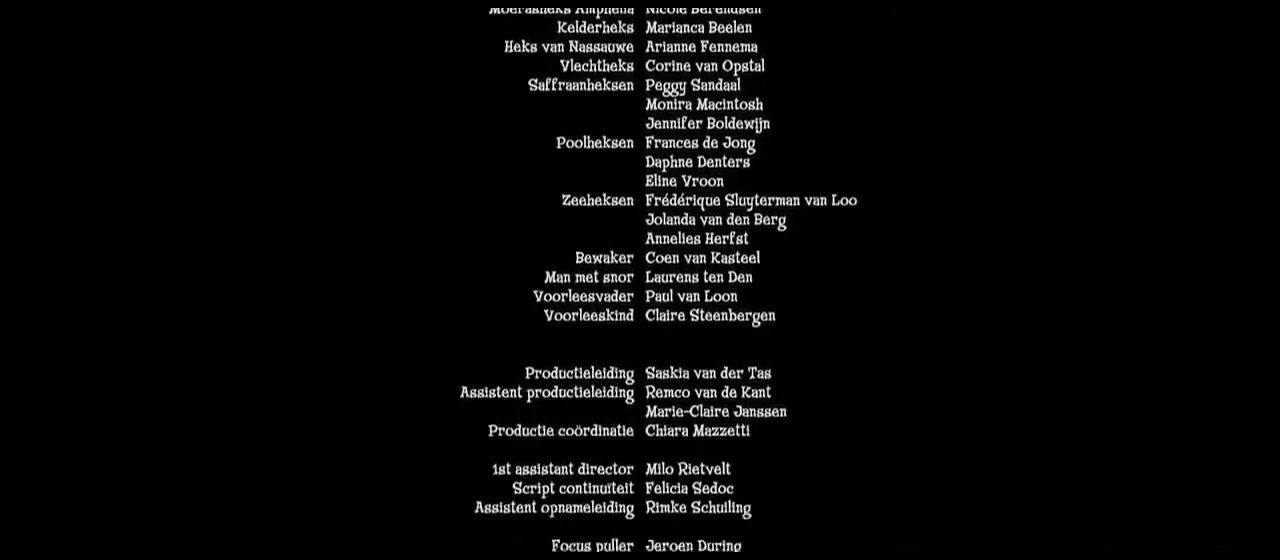 Moerasheks Amphelia Nicole Berendsen
Kelderheks Marianca Beelen
Heks van Nassauwe Arianne Fennema
Vlechtheks Corine van Opstal
Saffraanheksen Peggy Sandaal
Monira Macintosh
Jennifer Boldewijn
Poolheksen Frances de Jong
Daphne Denters
Eline Vroon
Zeeheksen Frédérique Sluyterman van Loo
Jolanda van den Berg
Annelies Herfst
Bewaker Coen van Kasteel
Man met snor Laurens ten Den
Voorleesvader Paul van Loon
Voorleeskind Claire Steenbergen
Productieleiding Saskia van der Tas
Assistent productieleiding Remco van de Kant
Marie-Claire Janssen
Productie coördinatie Chiara Mazzetti
1st assistant director Milo Rietvelt
Script continuïteit Felicia Sedoc
Assistent opnameleiding Rimke Schuiling
Focus puller Jeroen During